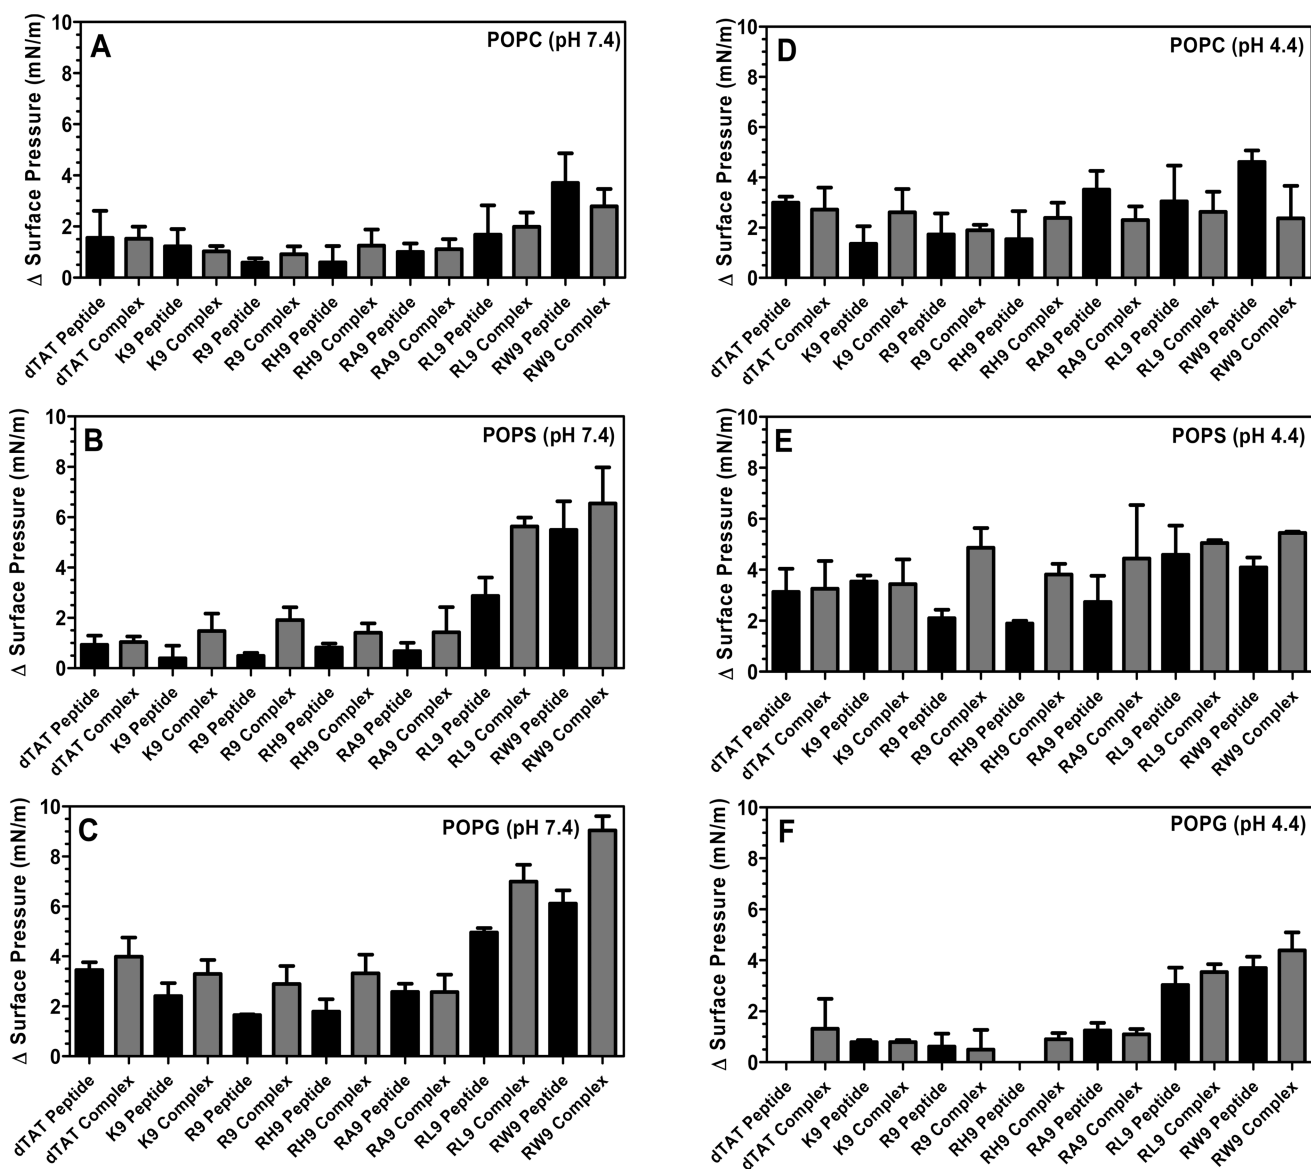 A
POPC (pH 7.4)
Δ Surface Pressure (mN/m)
10
8
6
4
2
0
dTAT Peptide
dTAT Complex
K9 Peptide
K9 Complex
R9 Peptide
R9 Complex
RH9 Peptide
RH9 Complex
RA9 Peptide
RA9 Complex
RL9 Peptide
RL9 Complex
RW9 Peptide
RW9 Complex
D
POPC (pH 4.4)
Δ Surface Pressure (mN/m)
10
8
6
4
2
0
dTAT Peptide
dTAT Complex
K9 Peptide
K9 Complex
R9 Peptide
R9 Complex
RH9 Peptide
RH9 Complex
RA9 Peptide
RA9 Complex
RL9 Peptide
RL9 Complex
RW9 Peptide
RW9 Complex
B
POPS (pH 7.4)
Δ Surface Pressure (mN/m)
10
8
6
4
2
0
dTAT Peptide
dTAT Complex
K9 Peptide
K9 Complex
R9 Peptide
R9 Complex
RH9 Peptide
RH9 Complex
RA9 Peptide
RA9 Complex
RL9 Peptide
RL9 Complex
RW9 Peptide
RW9 Complex
E
POPS (pH 4.4)
Δ Surface Pressure (mN/m)
10
8
6
4
2
0
dTAT Peptide
dTAT Complex
K9 Peptide
K9 Complex
R9 Peptide
R9 Complex
RH9 Peptide
RH9 Complex
RA9 Peptide
RA9 Complex
RL9 Peptide
RL9 Complex
RW9 Peptide
RW9 Complex
C
POPG (pH 7.4)
Δ Surface Pressure (mN/m)
10
8
6
4
2
0
dTAT Peptide
dTAT Complex
K9 Peptide
K9 Complex
R9 Peptide
R9 Complex
RH9 Peptide
RH9 Complex
RA9 Peptide
RA9 Complex
RL9 Peptide
RL9 Complex
RW9 Peptide
RW9 Complex
F
POPG (pH 4.4)
Δ Surface Pressure (mN/m)
10
8
6
4
2
0
dTAT Peptide
dTAT Complex
K9 Peptide
K9 Complex
R9 Peptide
R9 Complex
RH9 Peptide
RH9 Complex
RA9 Peptide
RA9 Complex
RL9 Peptide
RL9 Complex
RW9 Peptide
RW9 Complex